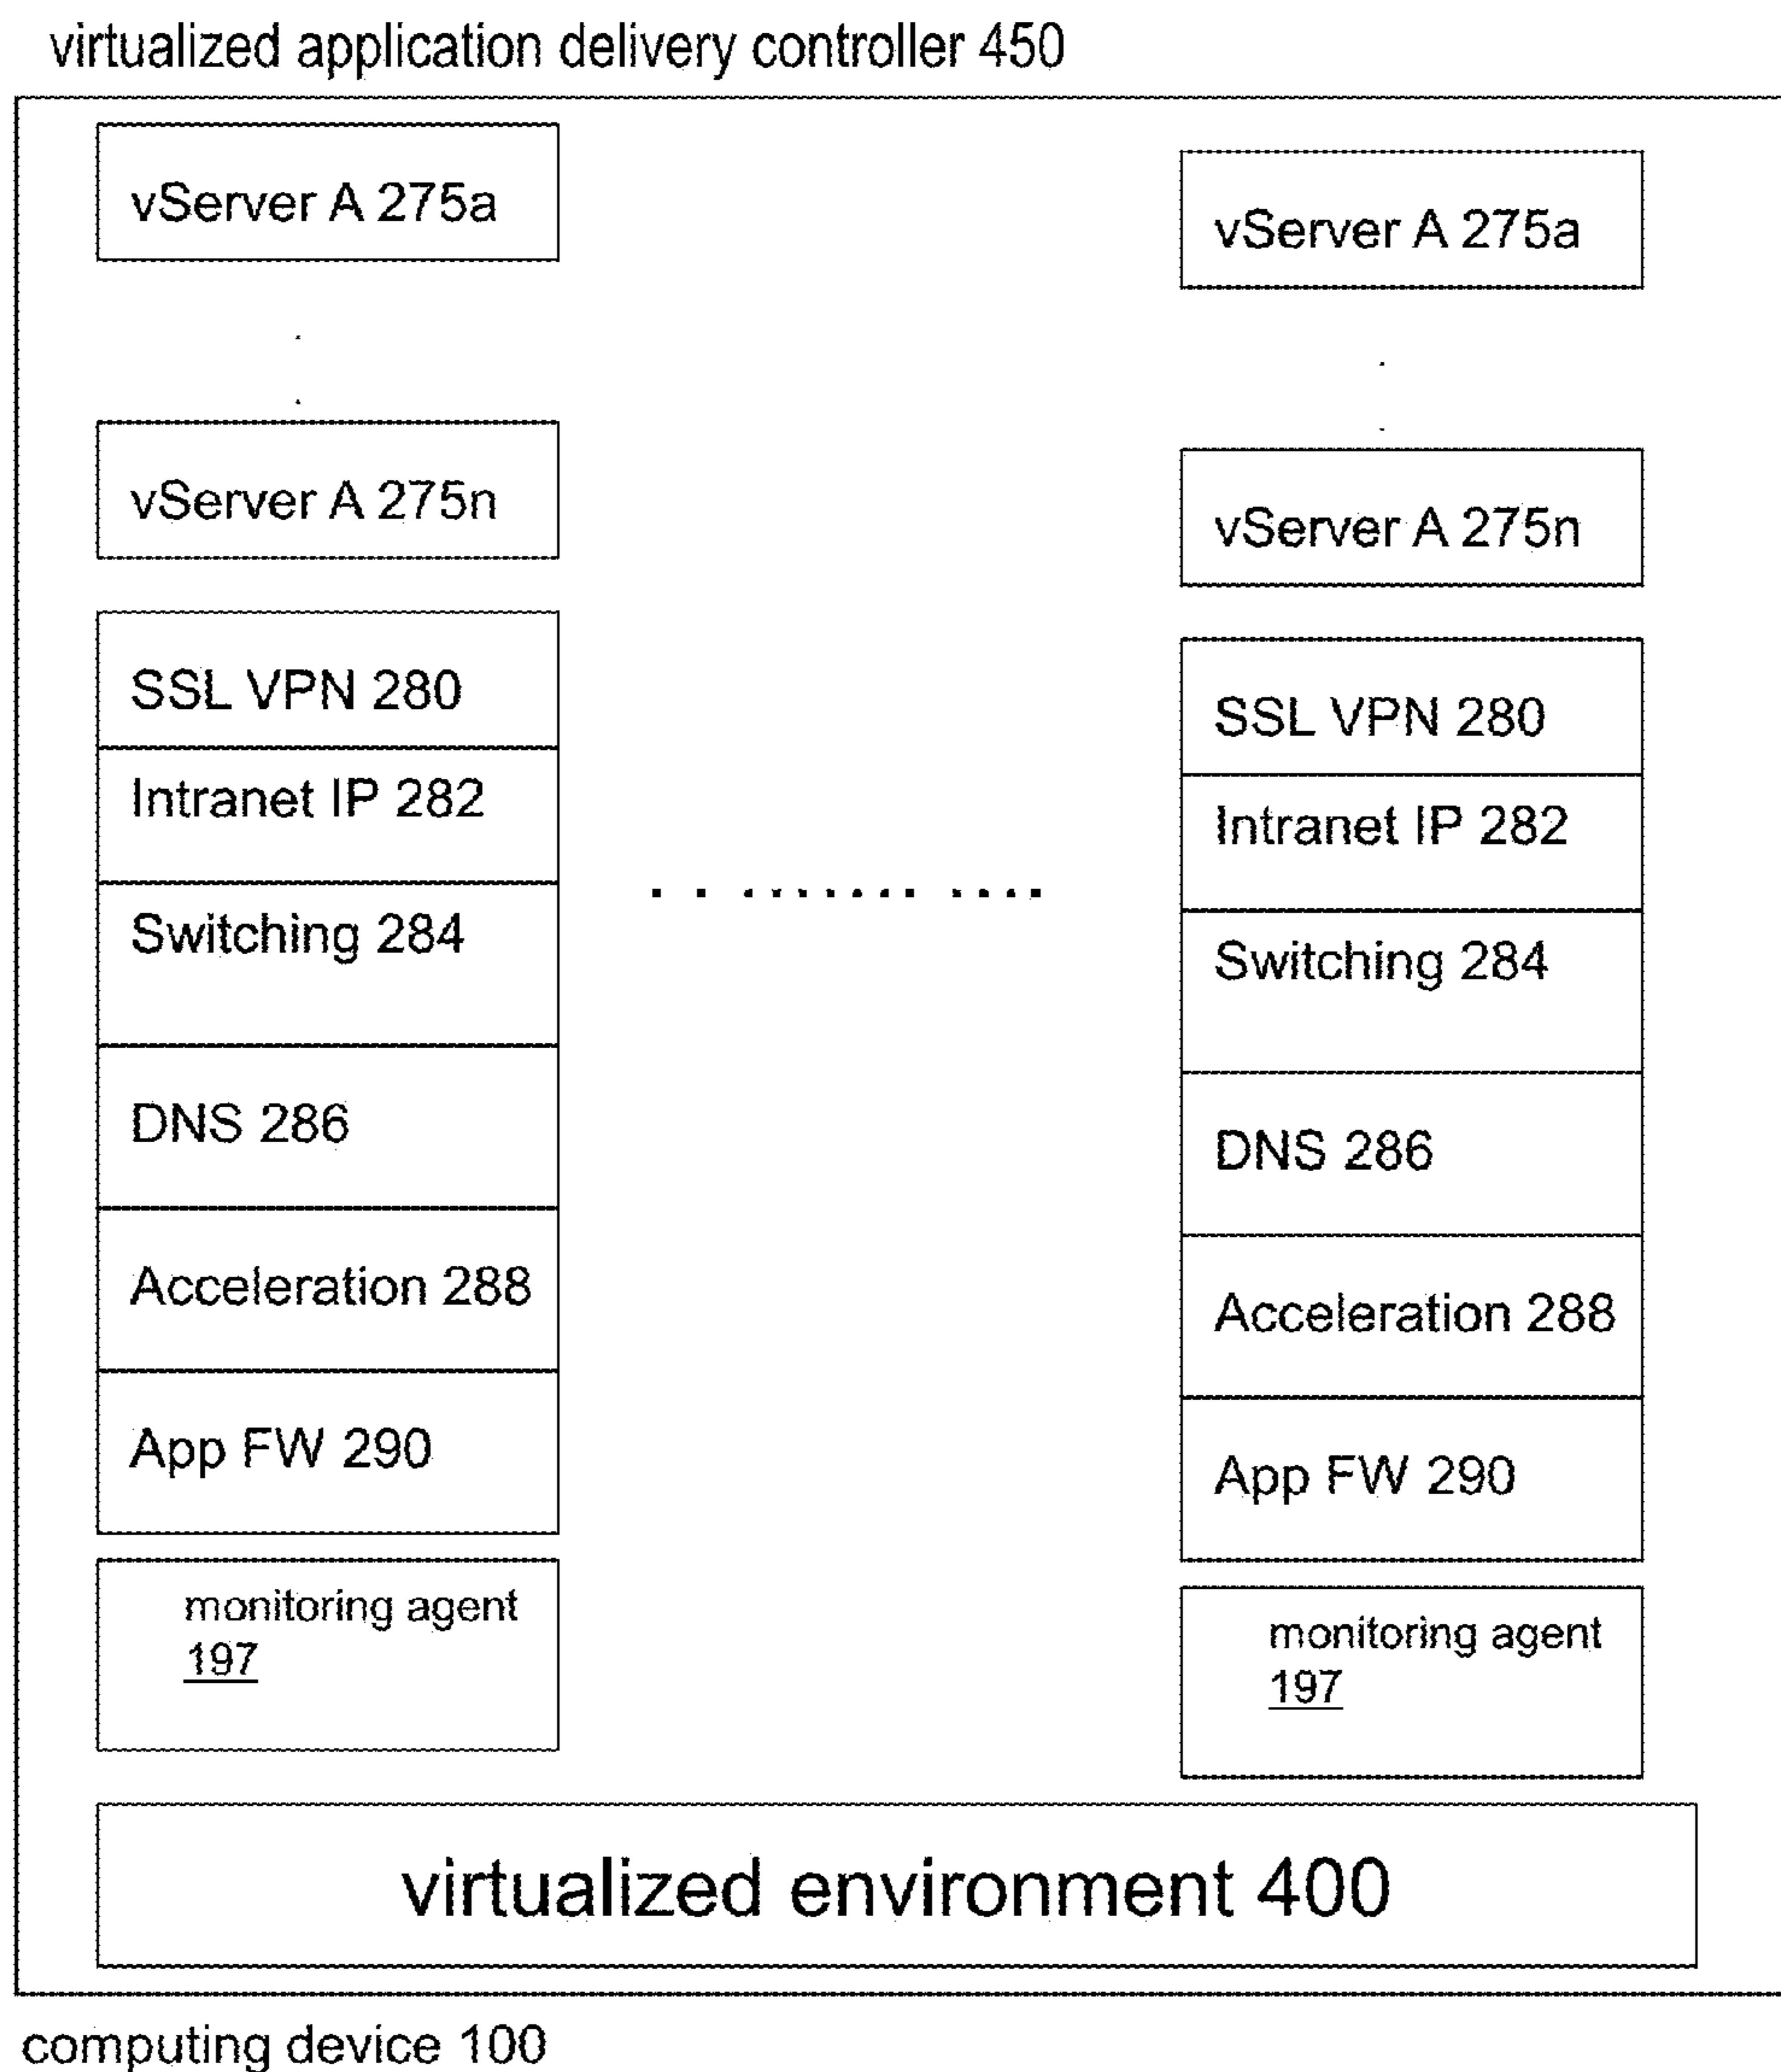 virtualized application delivery controller 450
vServer A 275a
vServer A 275n
SSL VPN 280
Intranet IP 282
Switching 284
DNS 286
Acceleration 288
App FW 290
monitoring agent
197
vServer A 275a
vServer A 275n
SSL VPN 280
Intranet IP 282
Switching 284
DNS 286
Acceleration 288
App FW 290
monitoring agent
197
virtualized environment 400
computing device 100